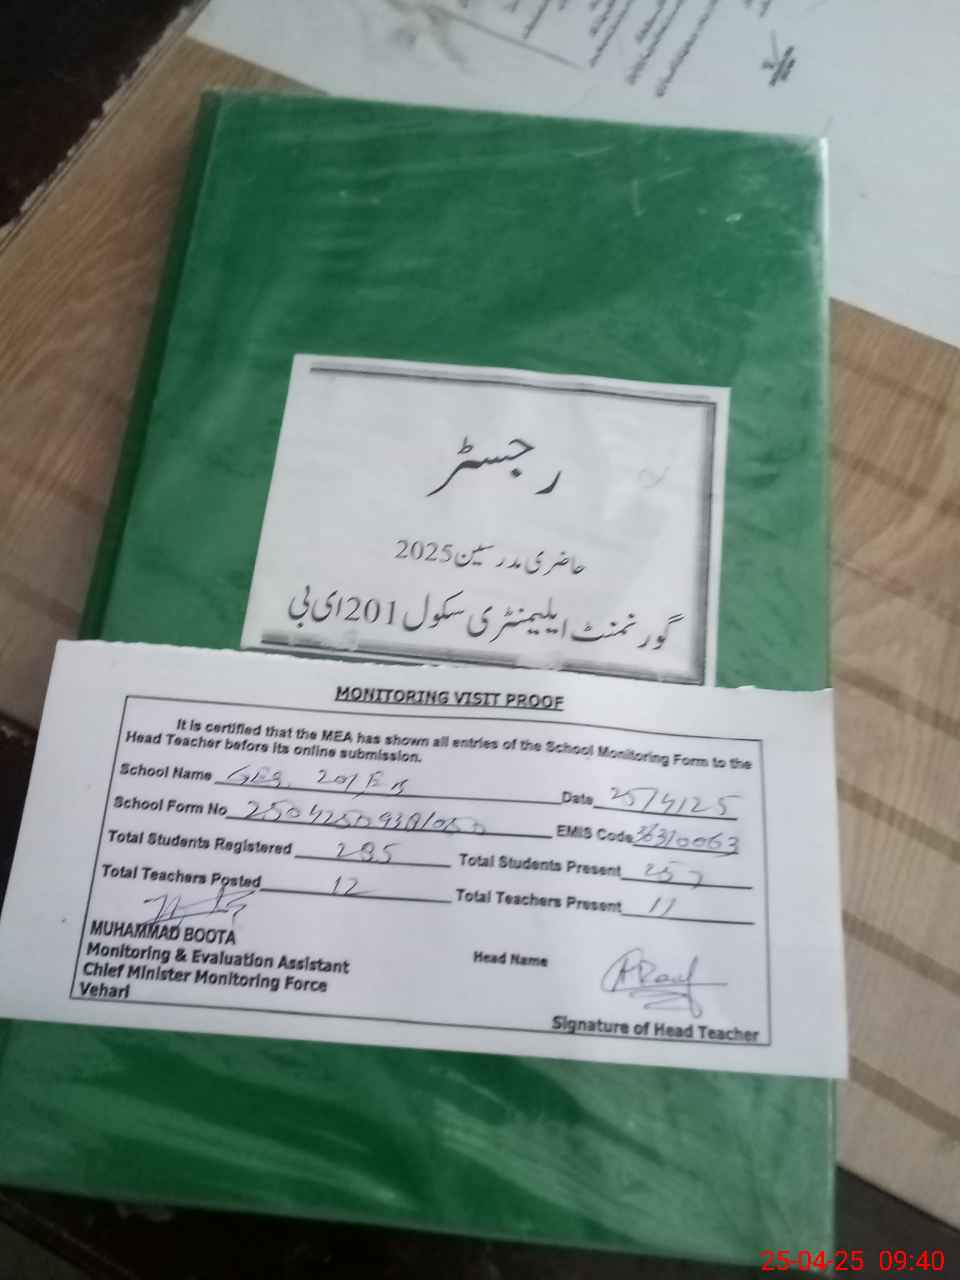 رجسٹر
حاضری مدرسین 2025
گورنمنٹ ایلیمنٹری سکول 201 ای بی
MONITORING VISIT PROOF
It is certified that the MEA has shown all entries of the School Monitoring Form to the
Head Teacher before its online submission.
School Name GES. 201/EB Date 25/4/25
School Form No EMIS Code 36310063
Total Students Registered 285 Total Students Present 257
Total Teachers Posted 12 Total Teachers Present 11
MUHAMMAD BOOTA
Monitoring & Evaluation Assistant Head Name
Chief Minister Monitoring Force
Vehari
Signature of Head Teacher
25-04-25 09:40